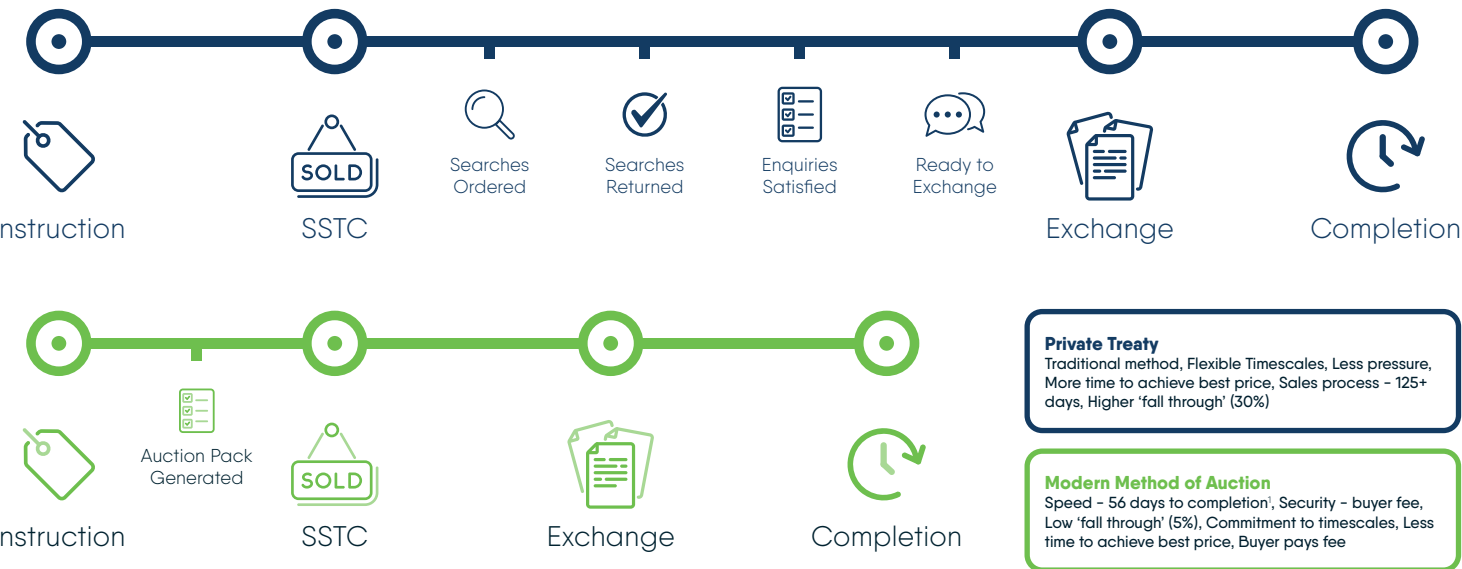 SOLD
Searches
Ordered
Searches
Returned
Enquiries
Satisfied
Ready to
Exchange
nstruction
SSTC
Exchange
Completion
Private Treaty
Traditional method, Flexible Timescales, Less pressure,
More time to achieve best price, Sales process - 125+
days, Higher ‘fall through’ (30%)
Auction Pack
Generated
SOLD
nstruction
SSTC
Exchange
Completion
Modern Method of Auction
Speed - 56 days to completion¹, Security - buyer fee,
Low ‘fall through’ (5%), Commitment to timescales, Less
time to achieve best price, Buyer pays fee